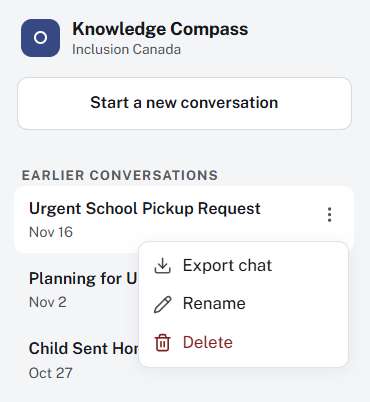 Knowledge Compass
Inclusion Canada
Start a new conversation
EARLIER CONVERSATIONS
Urgent School Pickup Request
Nov 16
Export chat
Planning for U
Nov 2
Rename
Delete
Child Sent Hor
Oct 27